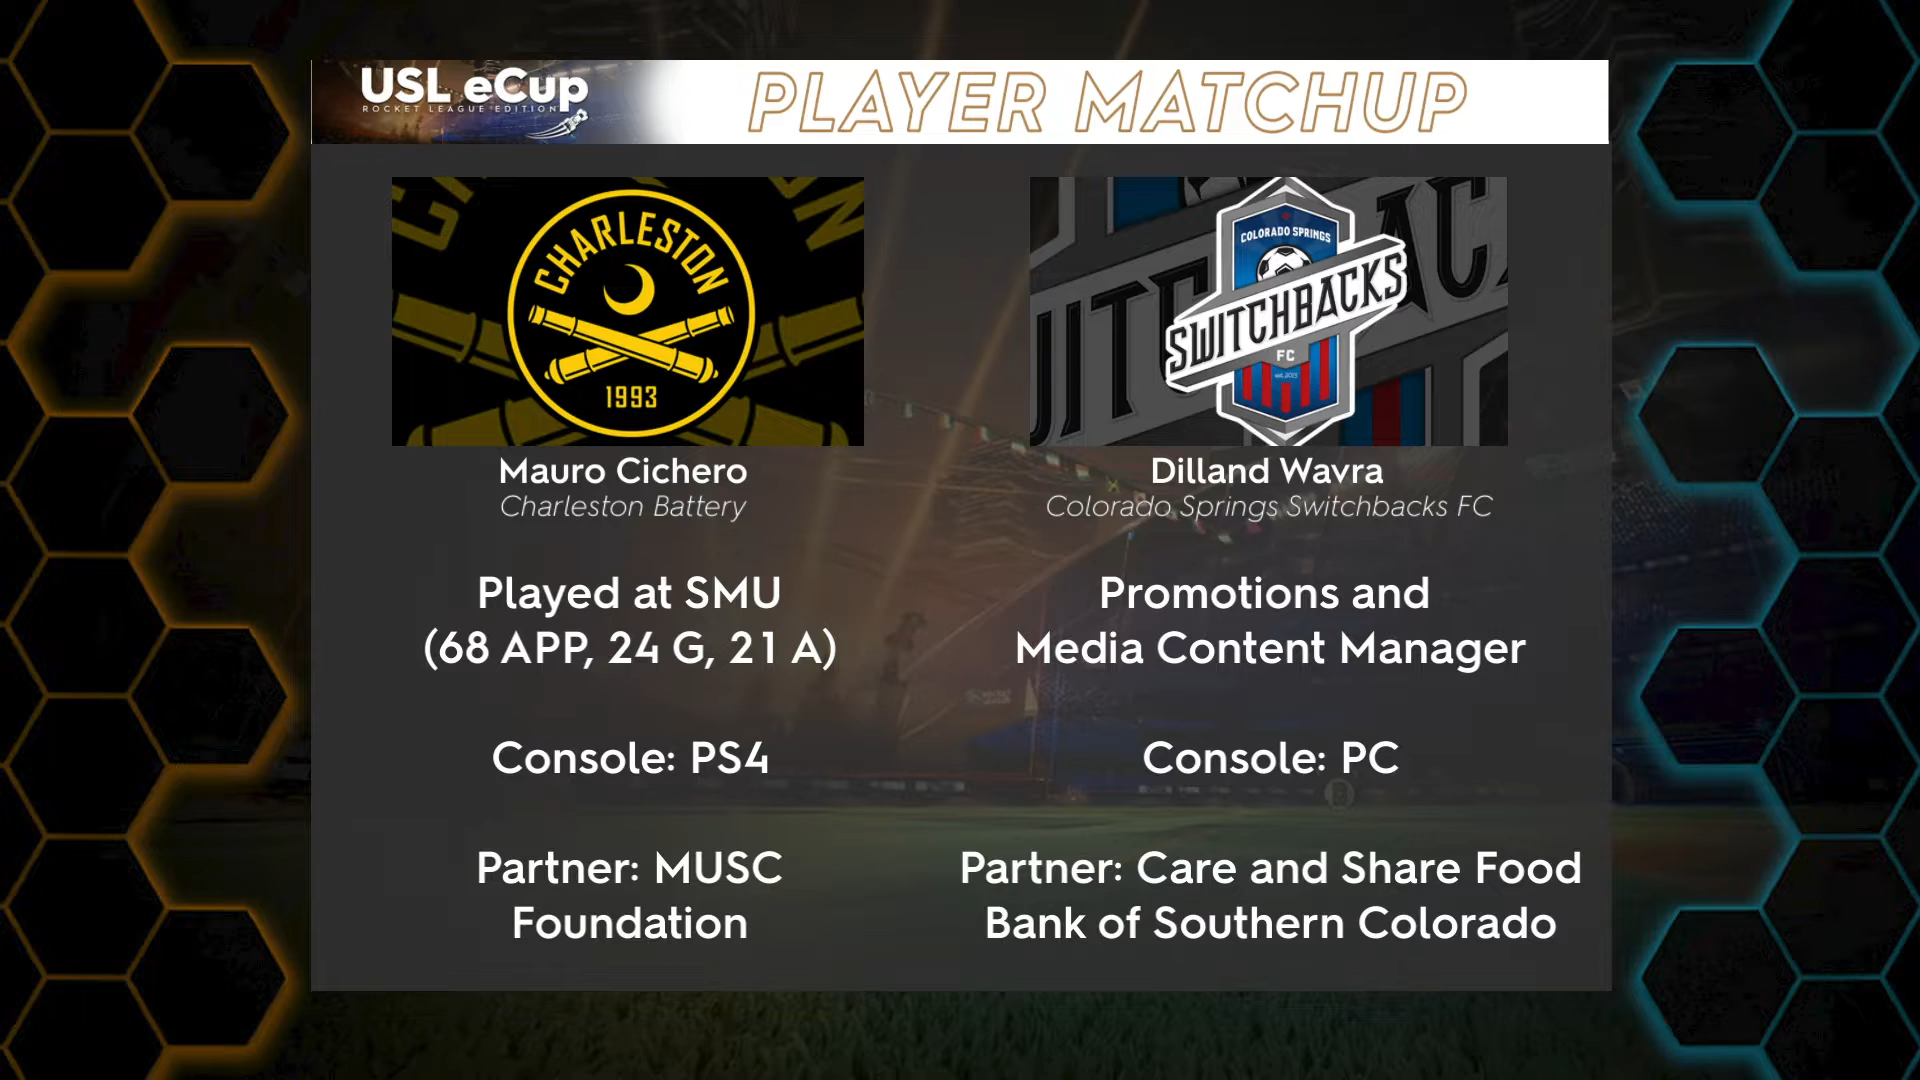 USL eCup
ROCKET LEAGUE EDITION
PLAYER MATCHUP
CHARLESTON
1993
COLORADO SPRINGS
SWITCHBACKS
FC
est. 2013
Mauro Cichero
Charleston Battery
Dilland Wavra
Colorado Springs Switchbacks FC
Played at SMU
(68 APP, 24 G, 21 A)
Promotions and
Media Content Manager
Console: PS4
Console: PC
Partner: MUSC
Foundation
Partner: Care and Share Food
Bank of Southern Colorado